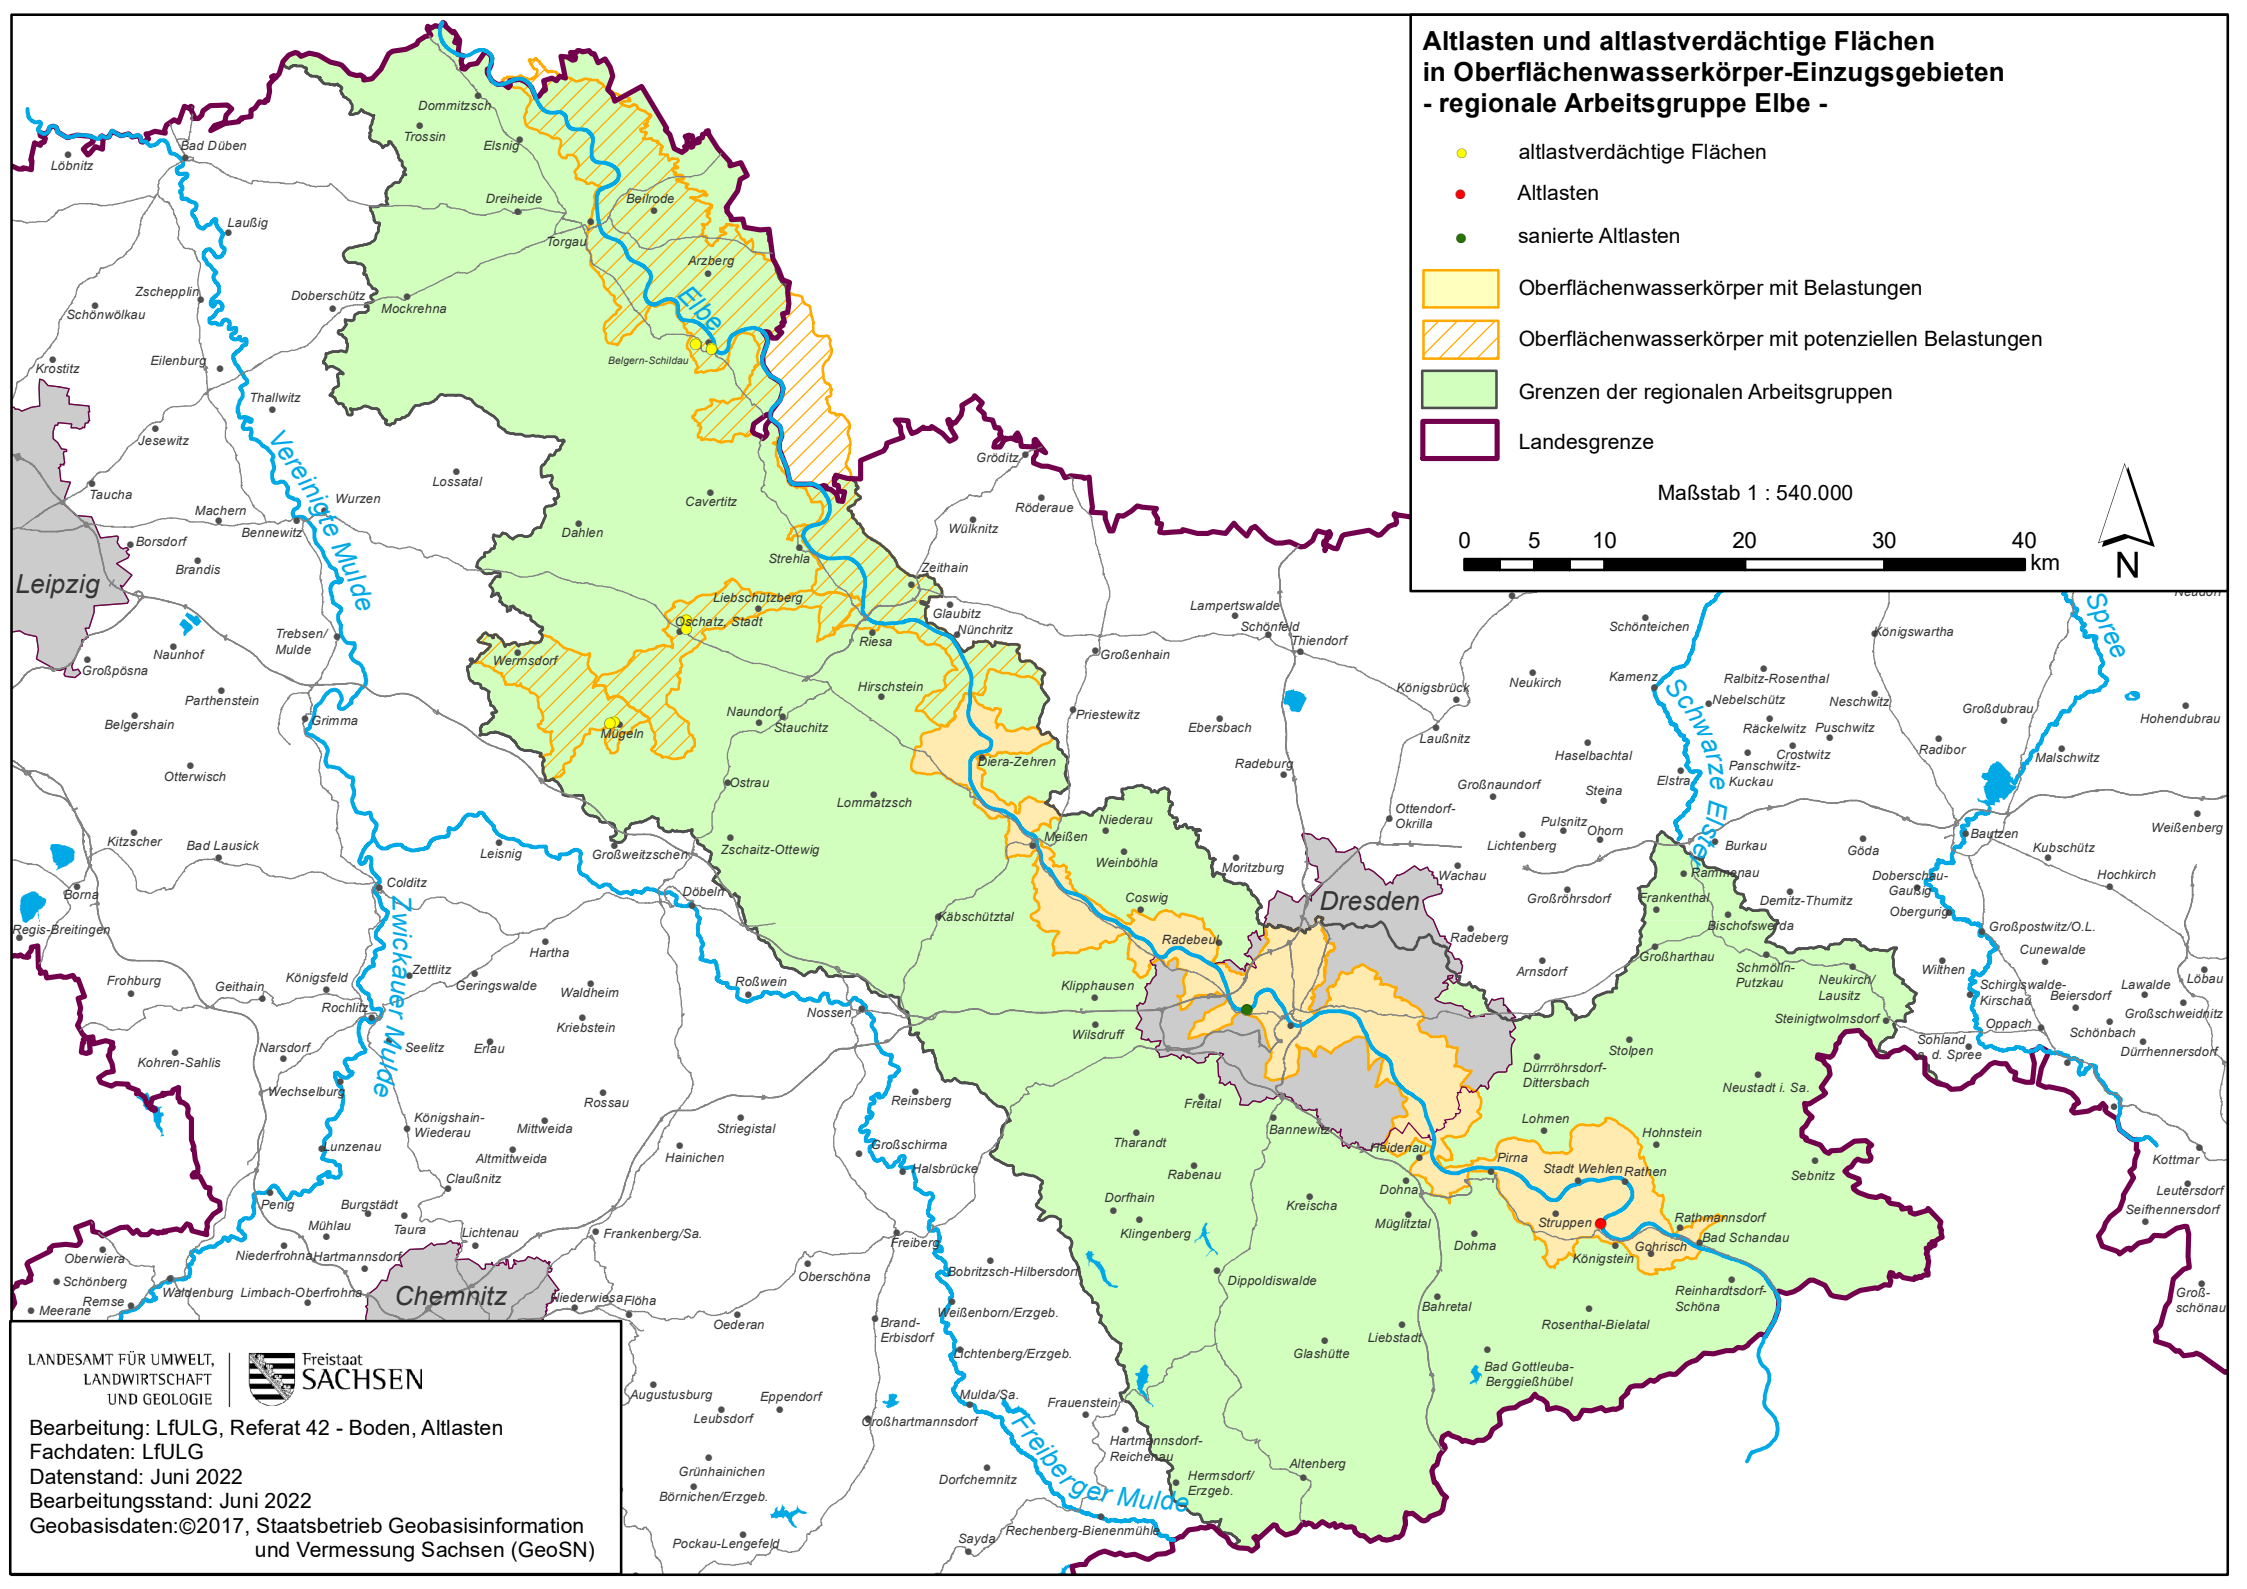 Altlasten und altlastverdächtige Flächen
in Oberflächenwasserkörper-Einzugsgebieten
- regionale Arbeitsgruppe Elbe -
altlastverdächtige Flächen
Altlasten
sanierte Altlasten
Oberflächenwasserkörper mit Belastungen
Oberflächenwasserkörper mit potenziellen Belastungen
Grenzen der regionalen Arbeitsgruppen
Landesgrenze
Maßstab 1 : 540.000
0 5 10 20 30 40 km
N
Dommitzsch
Trossin
Elsnig
Bad Düben
Löbnitz
Dreiheide
Beilrode
Laußig
Torgau
Arzberg
Zschepplin
Doberschütz
Mockrehna
Schönwölkau
Elbe
Eilenburg
Belgern-Schildau
Krostitz
Thallwitz
Jesewitz
Vereinigte Mulde
Gröditz
Lossatal
Taucha
Wurzen
Cavertitz
Röderaue
Machern
Bennewitz
Wülknitz
Dahlen
Borsdorf
Brandis
Strehla
Zeithain
Leipzig
Liebschützberg
Glaubitz
Oschatz, Stadt
Nünchritz
Lampertswalde
Schönfeld
Thiendorf
Schönteichen
Königswartha
Neudorf
Spree
Trebsen/
Mulde
Naunhof
Großpösna
Wermsdorf
Riesa
Großenhain
Parthenstein
Hirschstein
Königsbrück
Neukirch
Kamenz
Ralbitz-Rosenthal
Nebelschütz
Neschwitz
Großdubrau
Hohendubrau
Belgershain
Grimma
Naundorf
Stauchitz
Priestewitz
Ebersbach
Laußnitz
Schwarze Elster
Räckelwitz
Puschwitz
Crostwitz
Radibor
Malschwitz
Mügeln
Diera-Zehren
Haselbachtal
Panschwitz-
Kuckau
Otterwisch
Ostrau
Radeburg
Großnaundorf
Steina
Elstra
Lommatzsch
Ottendorf-
Okrilla
Niederau
Pulsnitz
Ohorn
Weißenberg
Kitzscher
Bad Lausick
Leisnig
Großweitzschen
Zschaitz-Ottewig
Meißen
Weinböhla
Moritzburg
Lichtenberg
Burkau
Göda
Bautzen
Kubschütz
Borna
Colditz
Döbeln
Coswig
Dresden
Wachau
Rammenau
Doberschau-
Gaußig
Hochkirch
Großröhrsdorf
Frankenthal
Demitz-Thumitz
Obergurig
Regis-Breitingen
Zwickauer Mulde
Käbschütztal
Radebeul
Radeberg
Bischofswerda
Großpostwitz/O.L.
Hartha
Großharthau
Cunewalde
Frohburg
Geithain
Königsfeld
Zettlitz
Geringswalde
Waldheim
Roßwein
Klipphausen
Arnsdorf
Schmölln-
Putzkau
Neukirch/
Lausitz
Wilthen
Löbau
Rochlitz
Kriebstein
Nossen
Wilsdruff
Steinigtwolmsdorf
Schirgiswalde-
Kirschau
Beiersdorf
Lawalde
Großschweidnitz
Oppach
Schönbach
Narsdorf
Kohren-Sahlis
Seelitz
Erlau
Stolpen
Sohland
a. d. Spree
Dürrhennersdorf
Wechselburg
Rossau
Reinsberg
Freital
Dürrröhrsdorf-
Dittersbach
Neustadt i. Sa.
Königshain-
Wiederau
Mittweida
Striegistal
Bannewitz
Lohmen
Hohnstein
Lunzenau
Altmittweida
Hainichen
Großschirma
Halsbrücke
Tharandt
Rabenau
Heidenau
Pirna
Stadt Wehlen
Rathen
Sebnitz
Kottmar
Claußnitz
Penig
Burgstädt
Dorfhain
Kreischa
Dohna
Leutersdorf
Mühlau
Taura
Lichtenau
Frankenberg/Sa.
Klingenberg
Müglitztal
Struppen
Rathmannsdorf
Seifhennersdorf
Oberwiera
Niederfrohna
Hartmannsdorf
Freiberg
Dohma
Königstein
Gohrisch
Bad Schandau
Schönberg
Waldenburg
Limbach-Oberfrohna
Chemnitz
Oberschöna
Bobritzsch-Hilbersdorf
Dippoldiswalde
Reinhardtsdorf-
Schöna
Groß-
schönau
Meerane
Remse
Niederwiesa
Flöha
Weißenborn/Erzgeb.
Bahretal
Oederan
Brand-
Erbisdorf
Liebstadt
Rosenthal-Bielatal
Lichtenberg/Erzgeb.
Glashütte
Bad Gottleuba-
Berggießhübel
Augustusburg
Eppendorf
Leubsdorf
Mulda/Sa.
Großhartmannsdorf
Frauenstein
Freiberger Mulde
Hartmannsdorf-
Reichenau
Grünhainichen
Dorfchemnitz
Hermsdorf/
Erzgeb.
Altenberg
Börnichen/Erzgeb.
Rechenberg-Bienenmühle
Pockau-Lengefeld
Sayda
LANDESAMT FÜR UMWELT,
LANDWIRTSCHAFT
UND GEOLOGIE
Freistaat
SACHSEN
Bearbeitung: LfULG, Referat 42 - Boden, Altlasten
Fachdaten: LfULG
Datenstand: Juni 2022
Bearbeitungsstand: Juni 2022
Geobasisdaten:©2017, Staatsbetrieb Geobasisinformation
und Vermessung Sachsen (GeoSN)